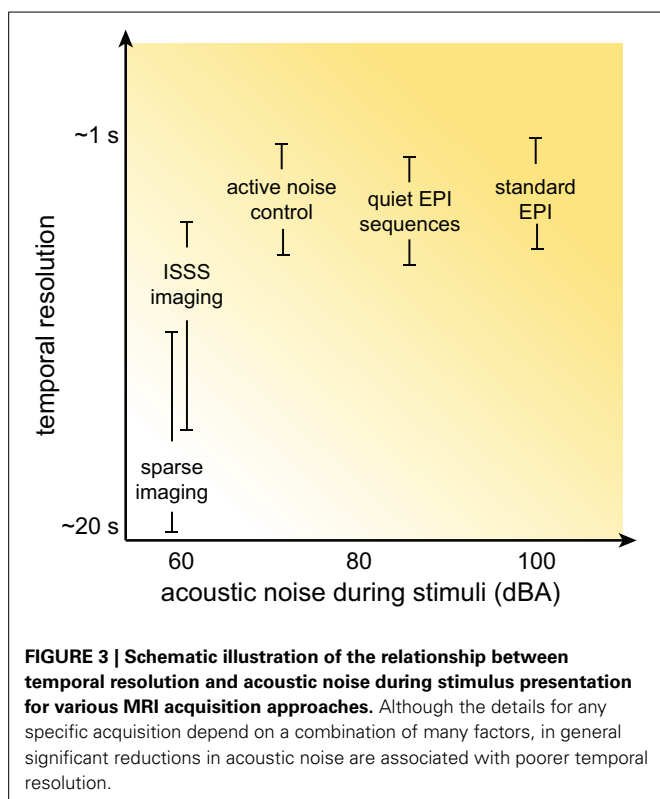 ~1 s
active noise
control
quiet EPI
sequences
standard
EPI
ISSS
imaging
sparse
imaging
~20 s
temporal resolution
60 80 100
acoustic noise during stimuli (dBA)
FIGURE 3 | Schematic illustration of the relationship between
temporal resolution and acoustic noise during stimulus presentation
for various MRI acquisition approaches. Although the details for any
specific acquisition depend on a combination of many factors, in general
significant reductions in acoustic noise are associated with poorer temporal
resolution.